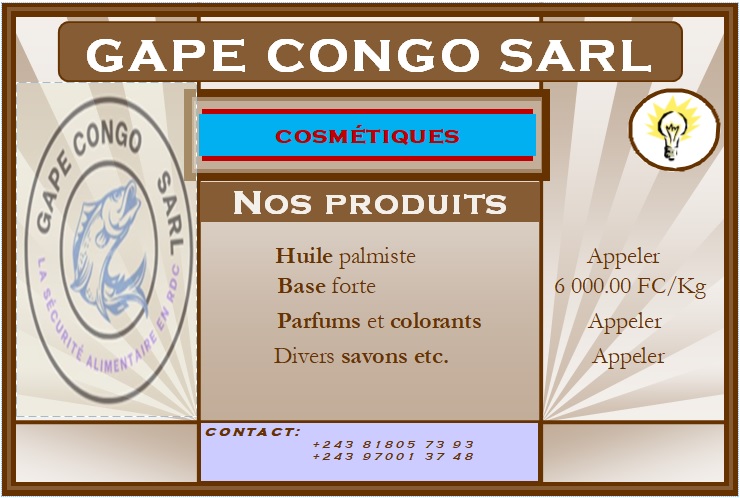 GAPE CONGO SARL
GAPE CONGO SARL
LA SÉCURITÉ ALIMENTAIRE EN RDC
COSMÉTIQUES
NOS PRODUITS
Huile palmiste Appeler
Base forte 6 000.00 FC/Kg
Parfums et colorants Appeler
Divers savons etc. Appeler
CONTACT:
+243 81805 73 93
+243 97001 37 48